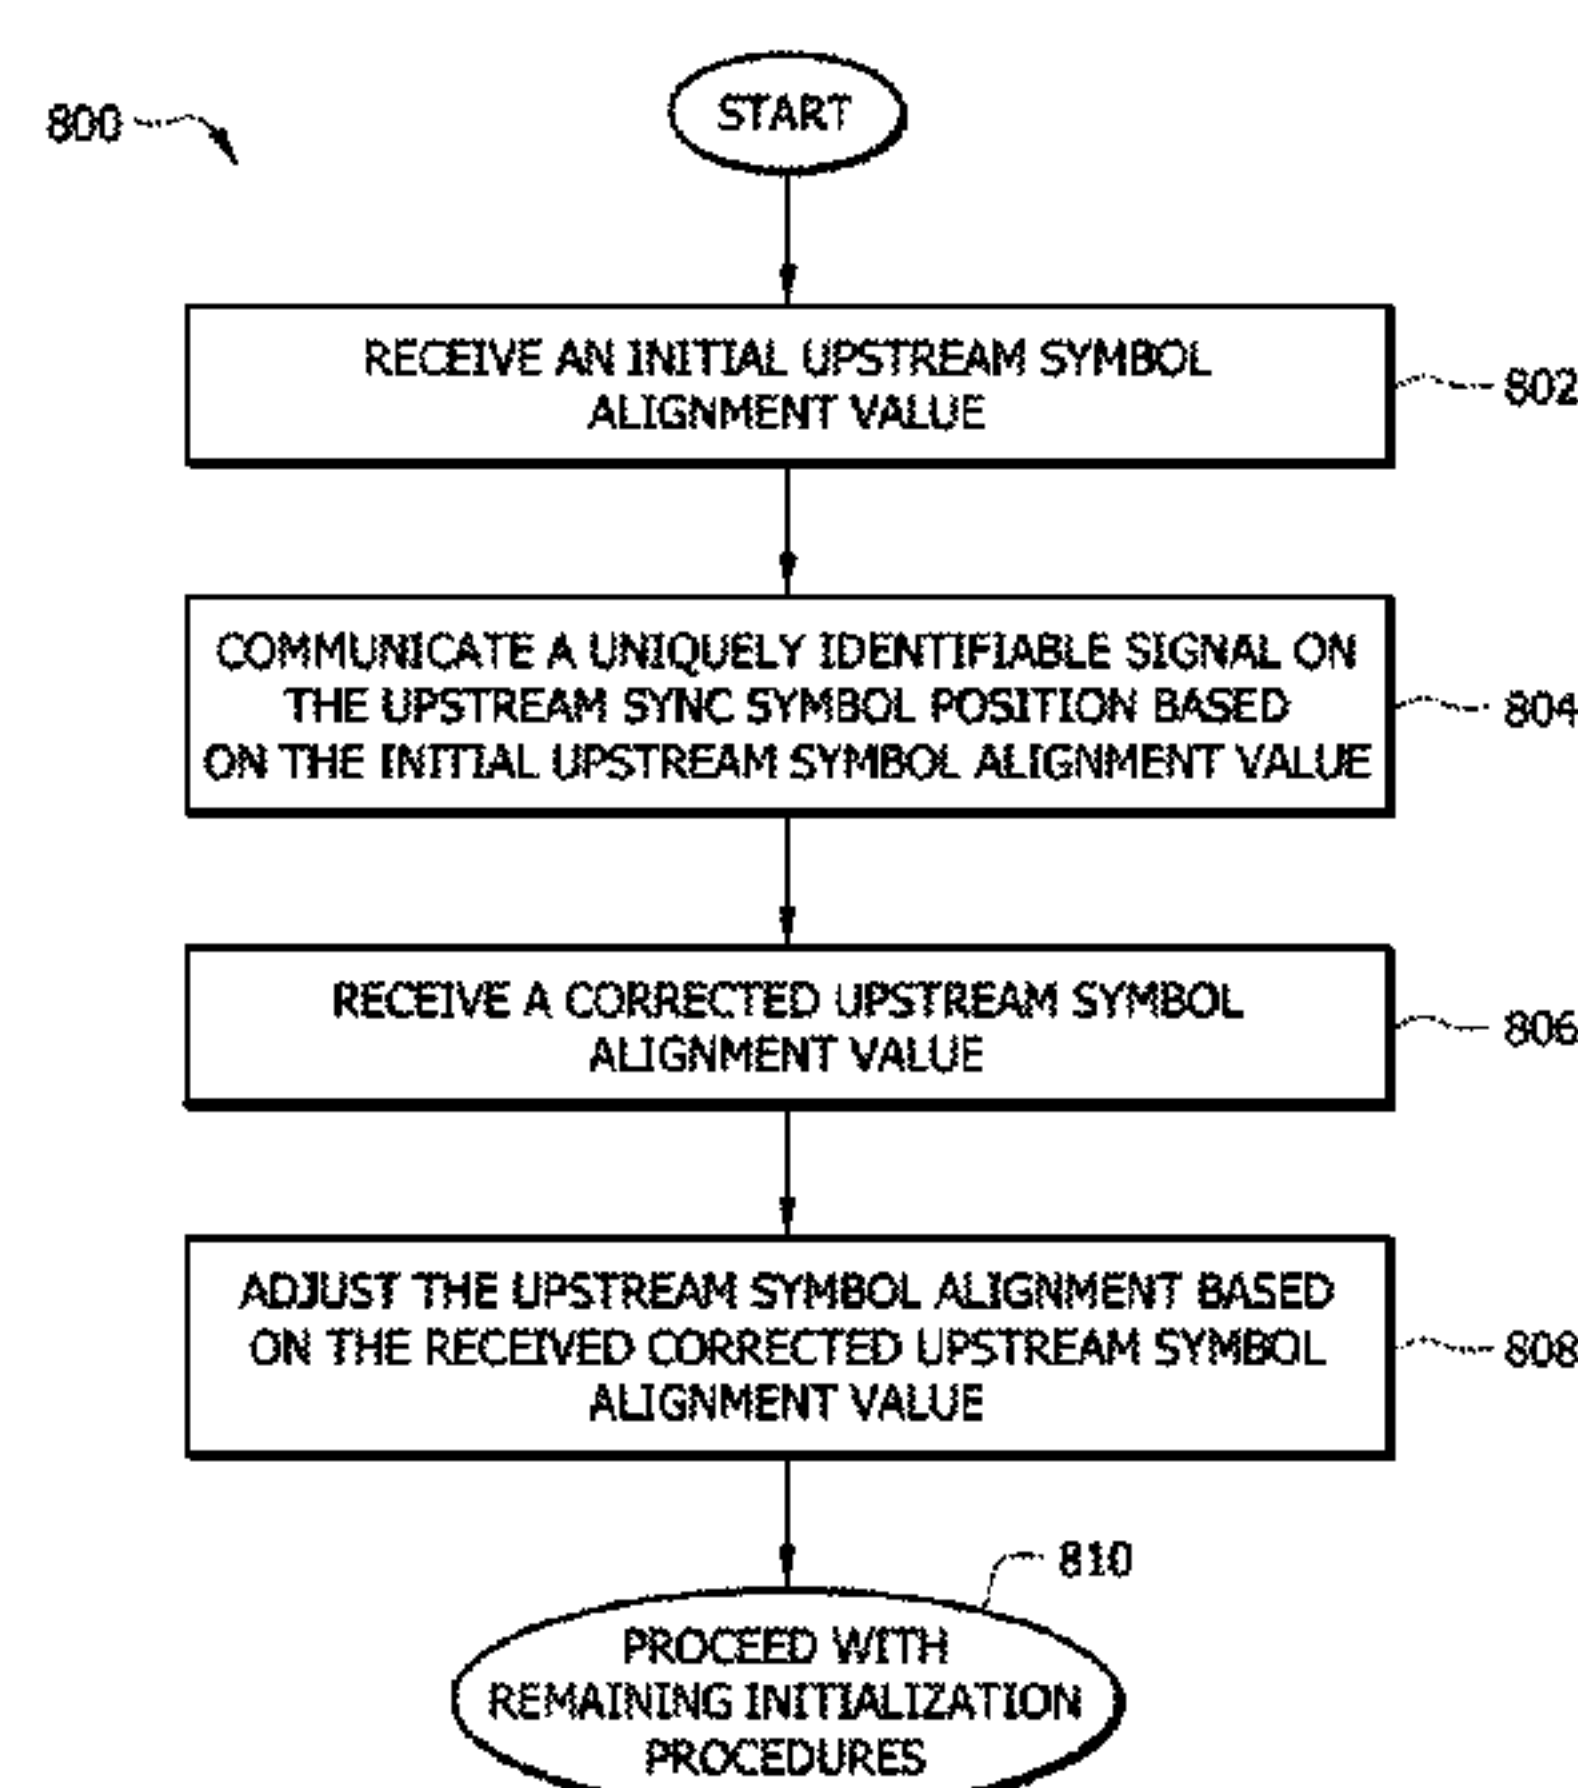 800
START
RECEIVE AN INITIAL UPSTREAM SYMBOL
ALIGNMENT VALUE
802
COMMUNICATE A UNIQUELY IDENTIFIABLE SIGNAL ON
THE UPSTREAM SYNC SYMBOL POSITION BASED
ON THE INITIAL UPSTREAM SYMBOL ALIGNMENT VALUE
804
RECEIVE A CORRECTED UPSTREAM SYMBOL
ALIGNMENT VALUE
806
ADJUST THE UPSTREAM SYMBOL ALIGNMENT BASED
ON THE RECEIVED CORRECTED UPSTREAM SYMBOL
ALIGNMENT VALUE
808
810
PROCEED WITH
REMAINING INITIALIZATION
PROCEDURES